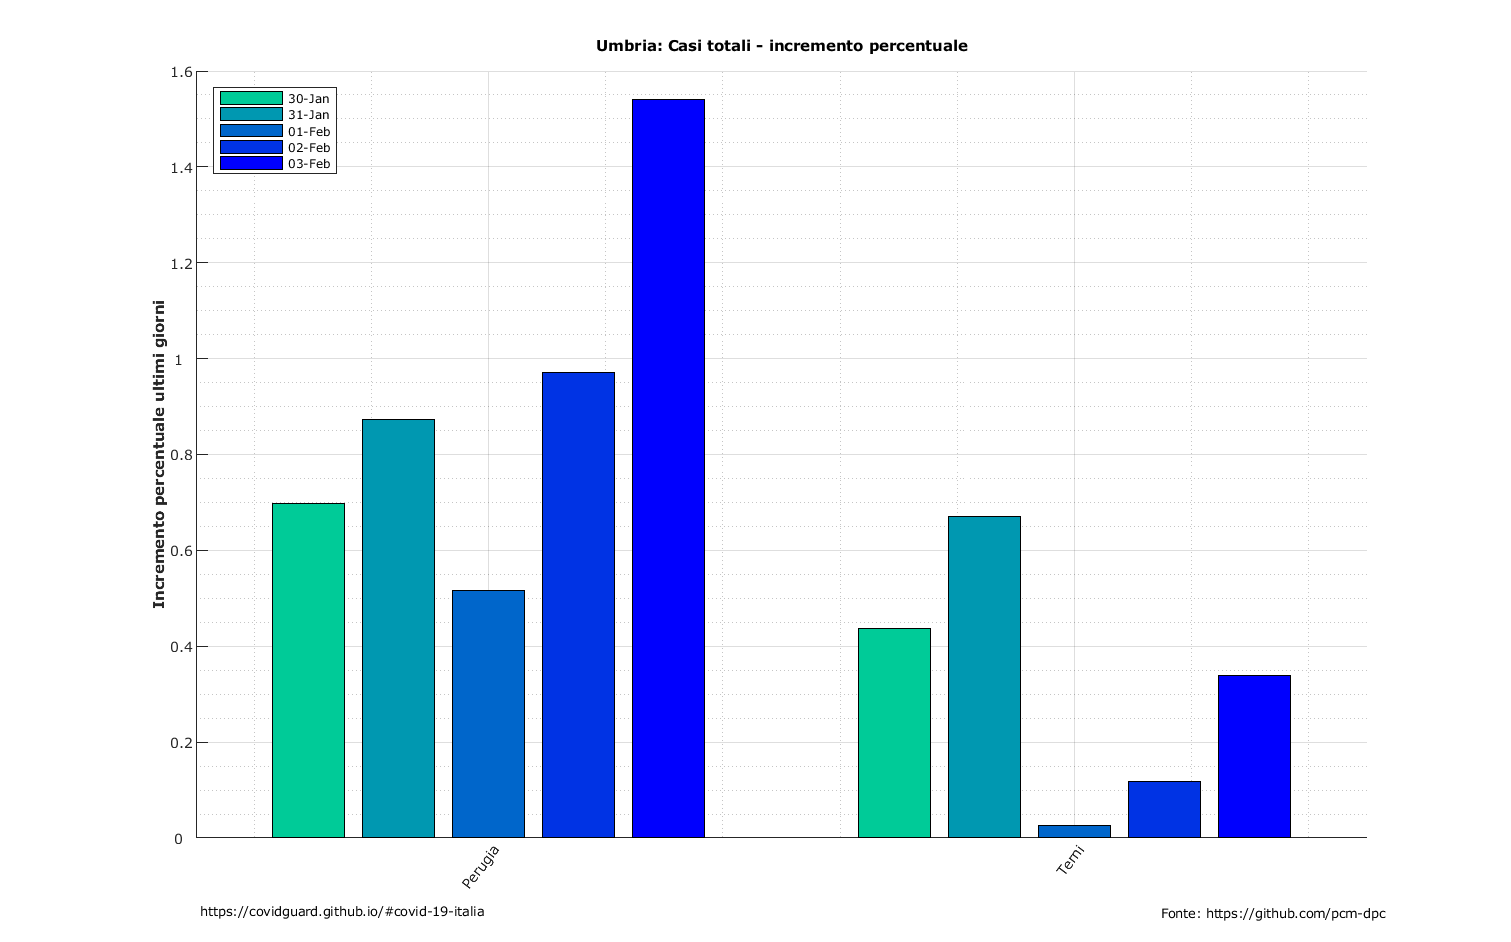 Umbria: Casi totali - incremento percentuale
30-Jan
31-Jan
01-Feb
02-Feb
03-Feb
Incremento percentuale ultimi giorni
1.6
1.4
1.2
1
0.8
0.6
0.4
0.2
0
Perugia
Terni
https://covidguard.github.io/#covid-19-italia
Fonte: https://github.com/pcm-dpc